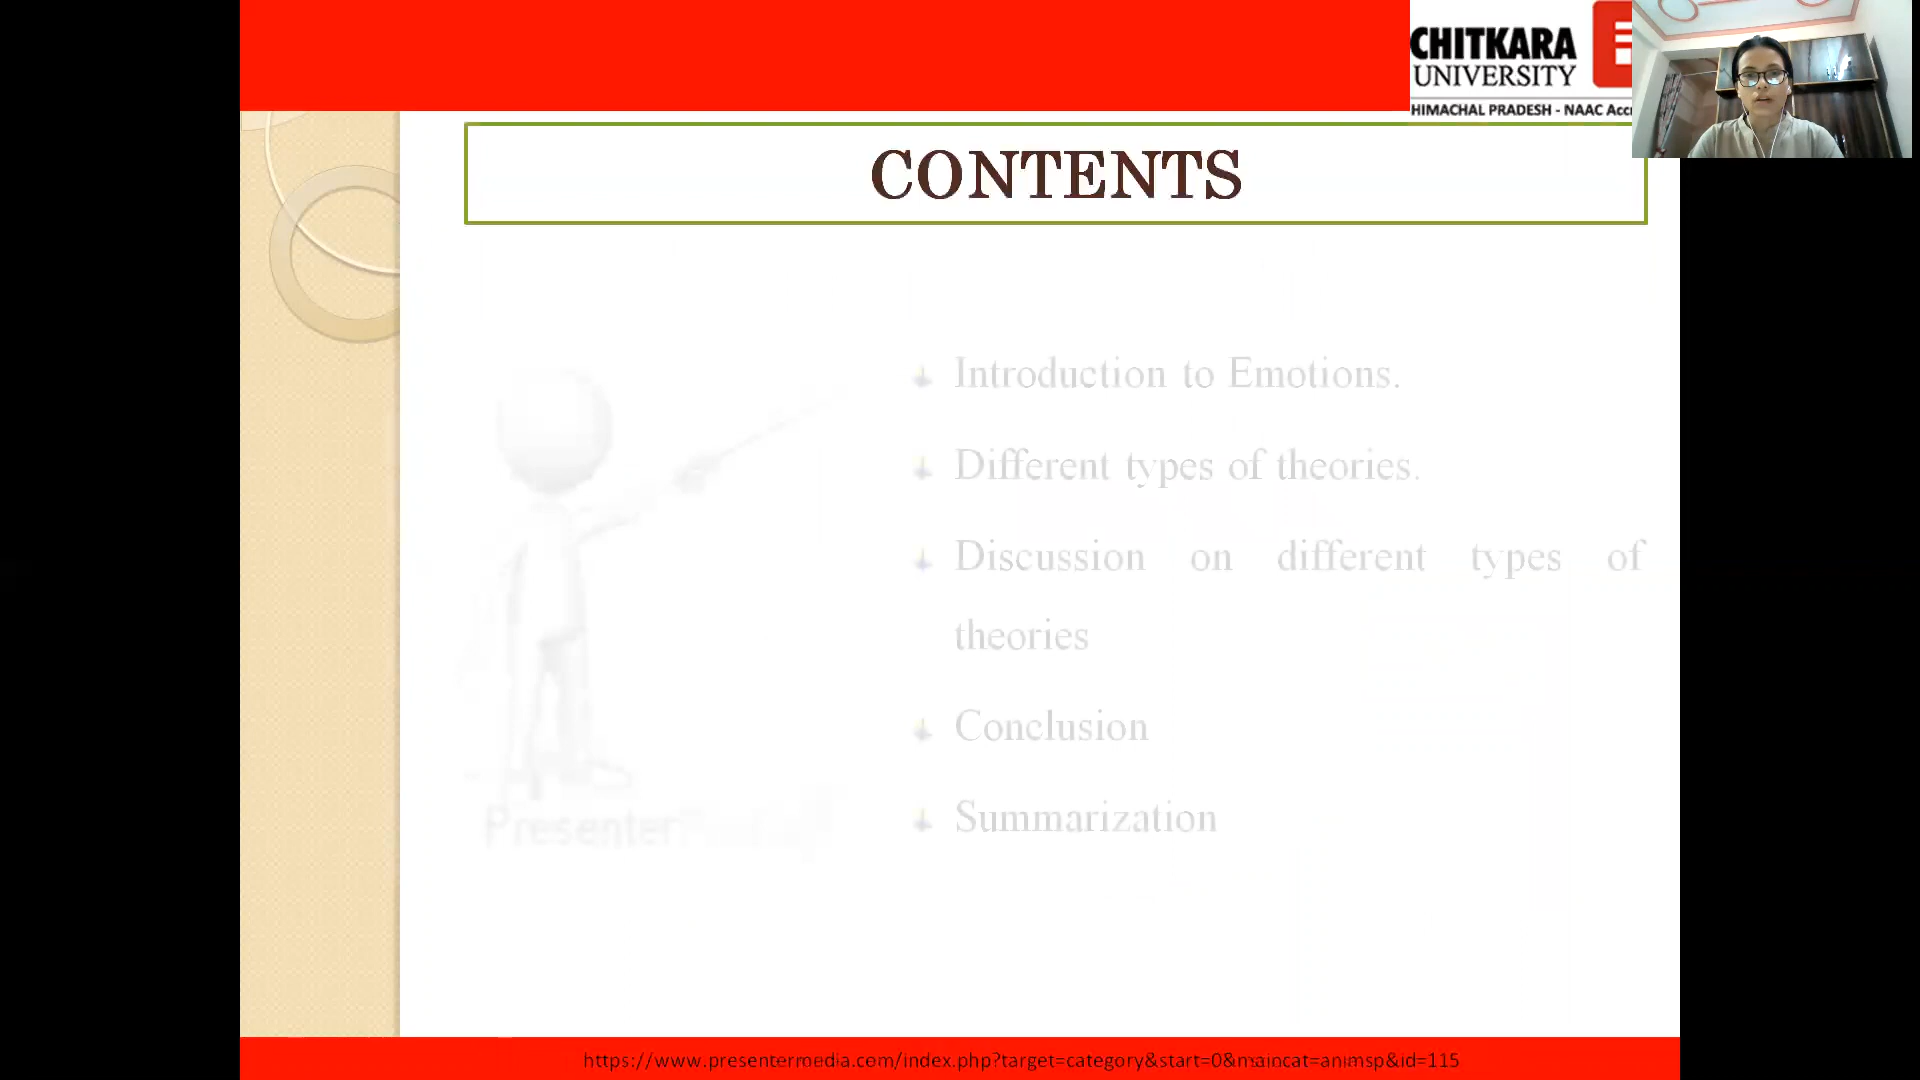 CHITKARA
UNIVERSITY
HIMACHAL PRADESH - NAAC
CONTENTS
Introduction to Emotions.
Different types of theories.
Discussion on different types of
theories
Conclusion
Summarization
Presenter
https://www.presentermedia.com/index.php?target=category&start=0&maincat=animsp&id=115